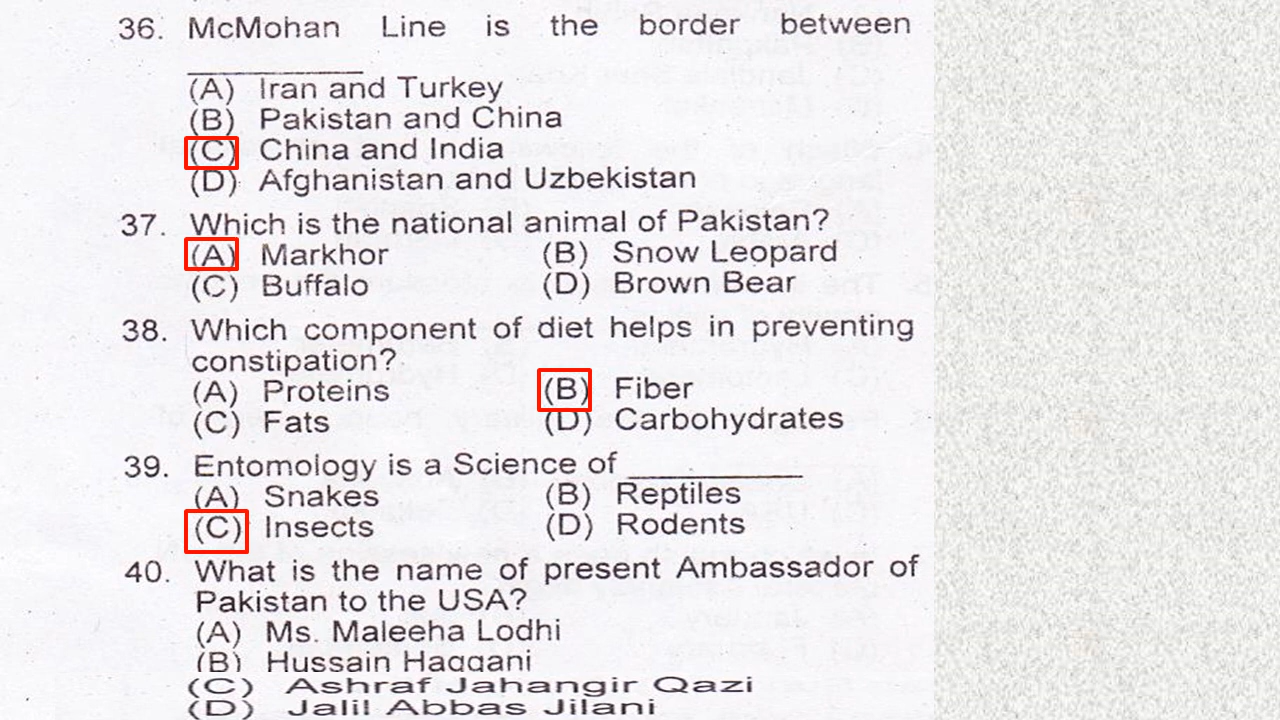 36. McMohan Line is the border between
____________
(A) Iran and Turkey
(B) Pakistan and China
(C) China and India
(D) Afghanistan and Uzbekistan
37. Which is the national animal of Pakistan?
(A) Markhor (B) Snow Leopard
(C) Buffalo (D) Brown Bear
38. Which component of diet helps in preventing
constipation?
(A) Proteins (B) Fiber
(C) Fats (D) Carbohydrates
39. Entomology is a Science of ____________
(A) Snakes (B) Reptiles
(C) Insects (D) Rodents
40. What is the name of present Ambassador of
Pakistan to the USA?
(A) Ms. Maleeha Lodhi
(B) Hussain Haqqani
(C) Ashraf Jahangir Qazi
(D) Jalil Abbas Jilani